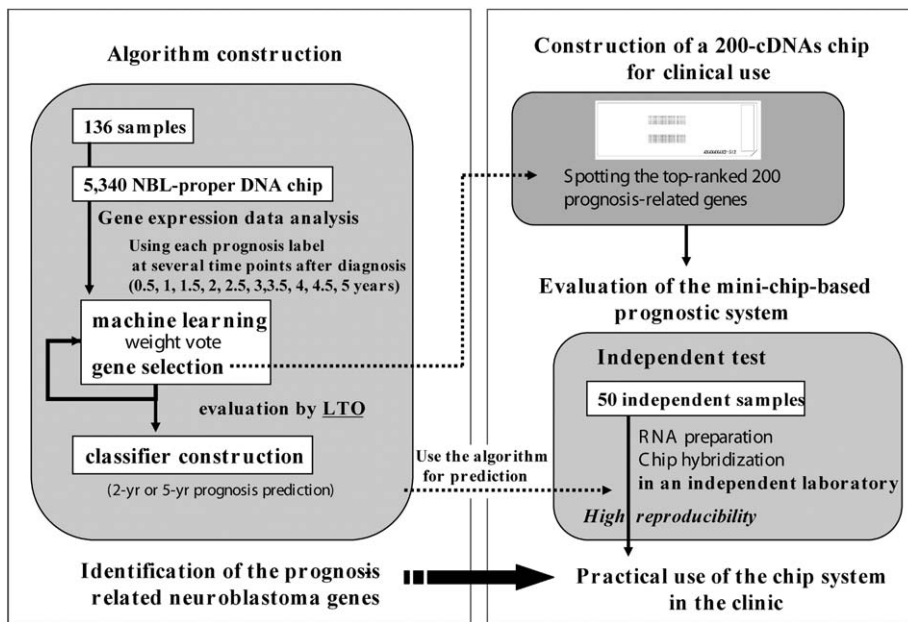 Algorithm construction
136 samples
5,340 NBL-proper DNA chip
Gene expression data analysis
Using each prognosis label
at several time points after diagnosis
(0.5, 1, 1.5, 2, 2.5, 3,3.5, 4, 4.5, 5 years)
machine learning
weight vote
gene selection
evaluation by LTO
classifier construction
(2-yr or 5-yr prognosis prediction)
Identification of the prognosis
related neuroblastoma genes
Use the algorithm
for prediction
Construction of a 200-cDNAs chip
for clinical use
Spotting the top-ranked 200
prognosis-related genes
Evaluation of the mini-chip-based
prognostic system
Independent test
50 independent samples
RNA preparation
Chip hybridization
in an independent laboratory
High reproducibility
Practical use of the chip system
in the clinic